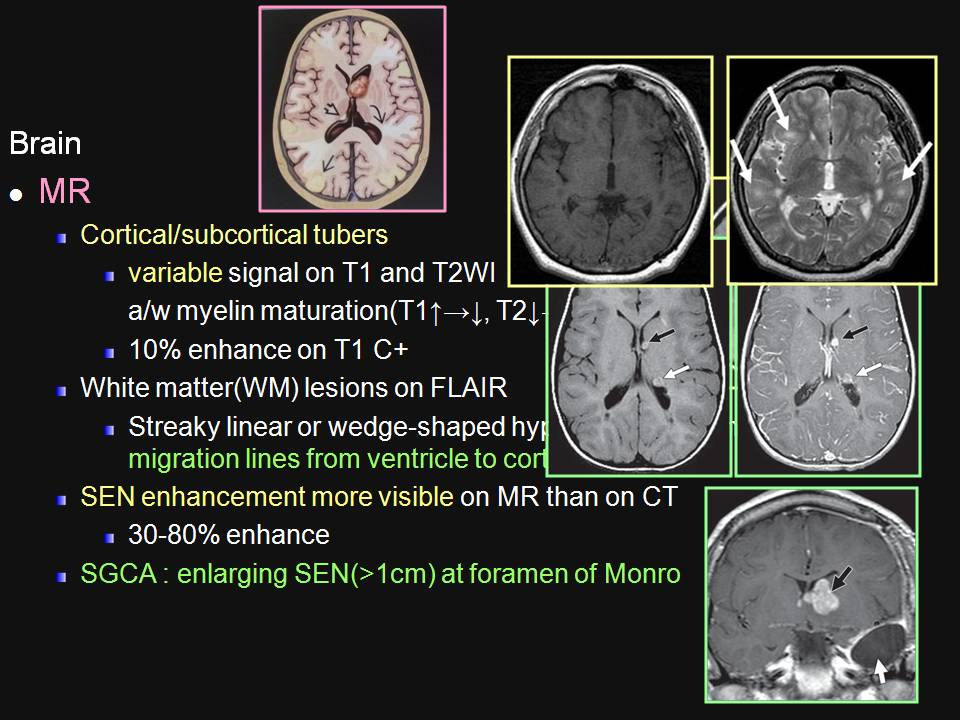 Brain
MR
Cortical/subcortical tubers
variable signal on T1 and T2WI
a/w myelin maturation(T1↑→↓, T2↓
10% enhance on T1 C+
White matter(WM) lesions on FLAIR
Streaky linear or wedge-shaped hyp
migration lines from ventricle to cort
SEN enhancement more visible on MR than on CT
30-80% enhance
SGCA : enlarging SEN(>1cm) at foramen of Monro